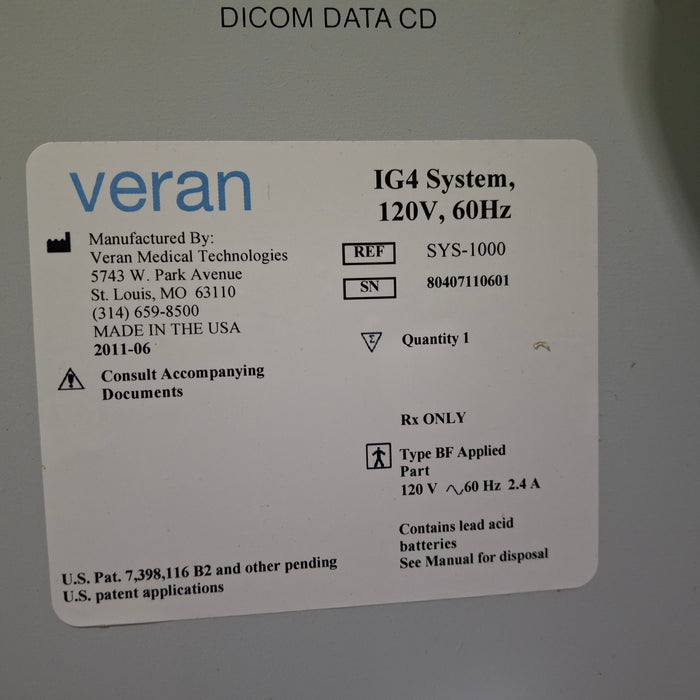 DICOM DATA CD
veran
Manufactured By:
Veran Medical Technologies
5743 W. Park Avenue
St. Louis, MO 63110
(314) 659-8500
MADE IN THE USA
2011-06
Consult Accompanying
Documents
IG4 System,
120V, 60Hz
REF SYS-1000
SN 80407110601
Σ Quantity 1
Rx ONLY
Type BF Applied
Part
120 V ∿60 Hz 2.4 A
Contains lead acid
batteries
See Manual for disposal
U.S. Pat. 7,398,116 B2 and other pending
U.S. patent applications